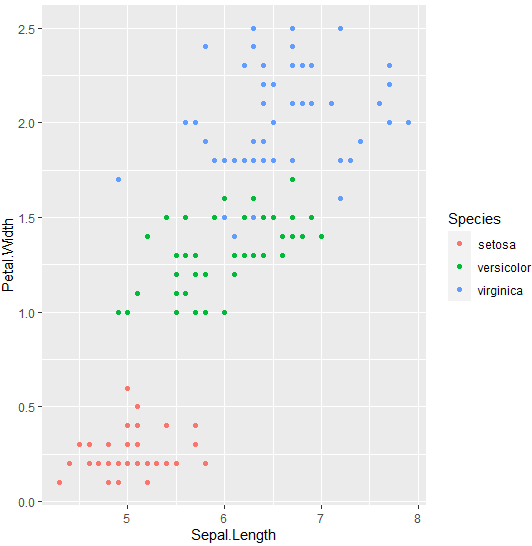 2.5
2.0
1.5
1.0
0.5
0.0
Petal.Width
5 6 7 8
Sepal.Length
Species
setosa
versicolor
virginica